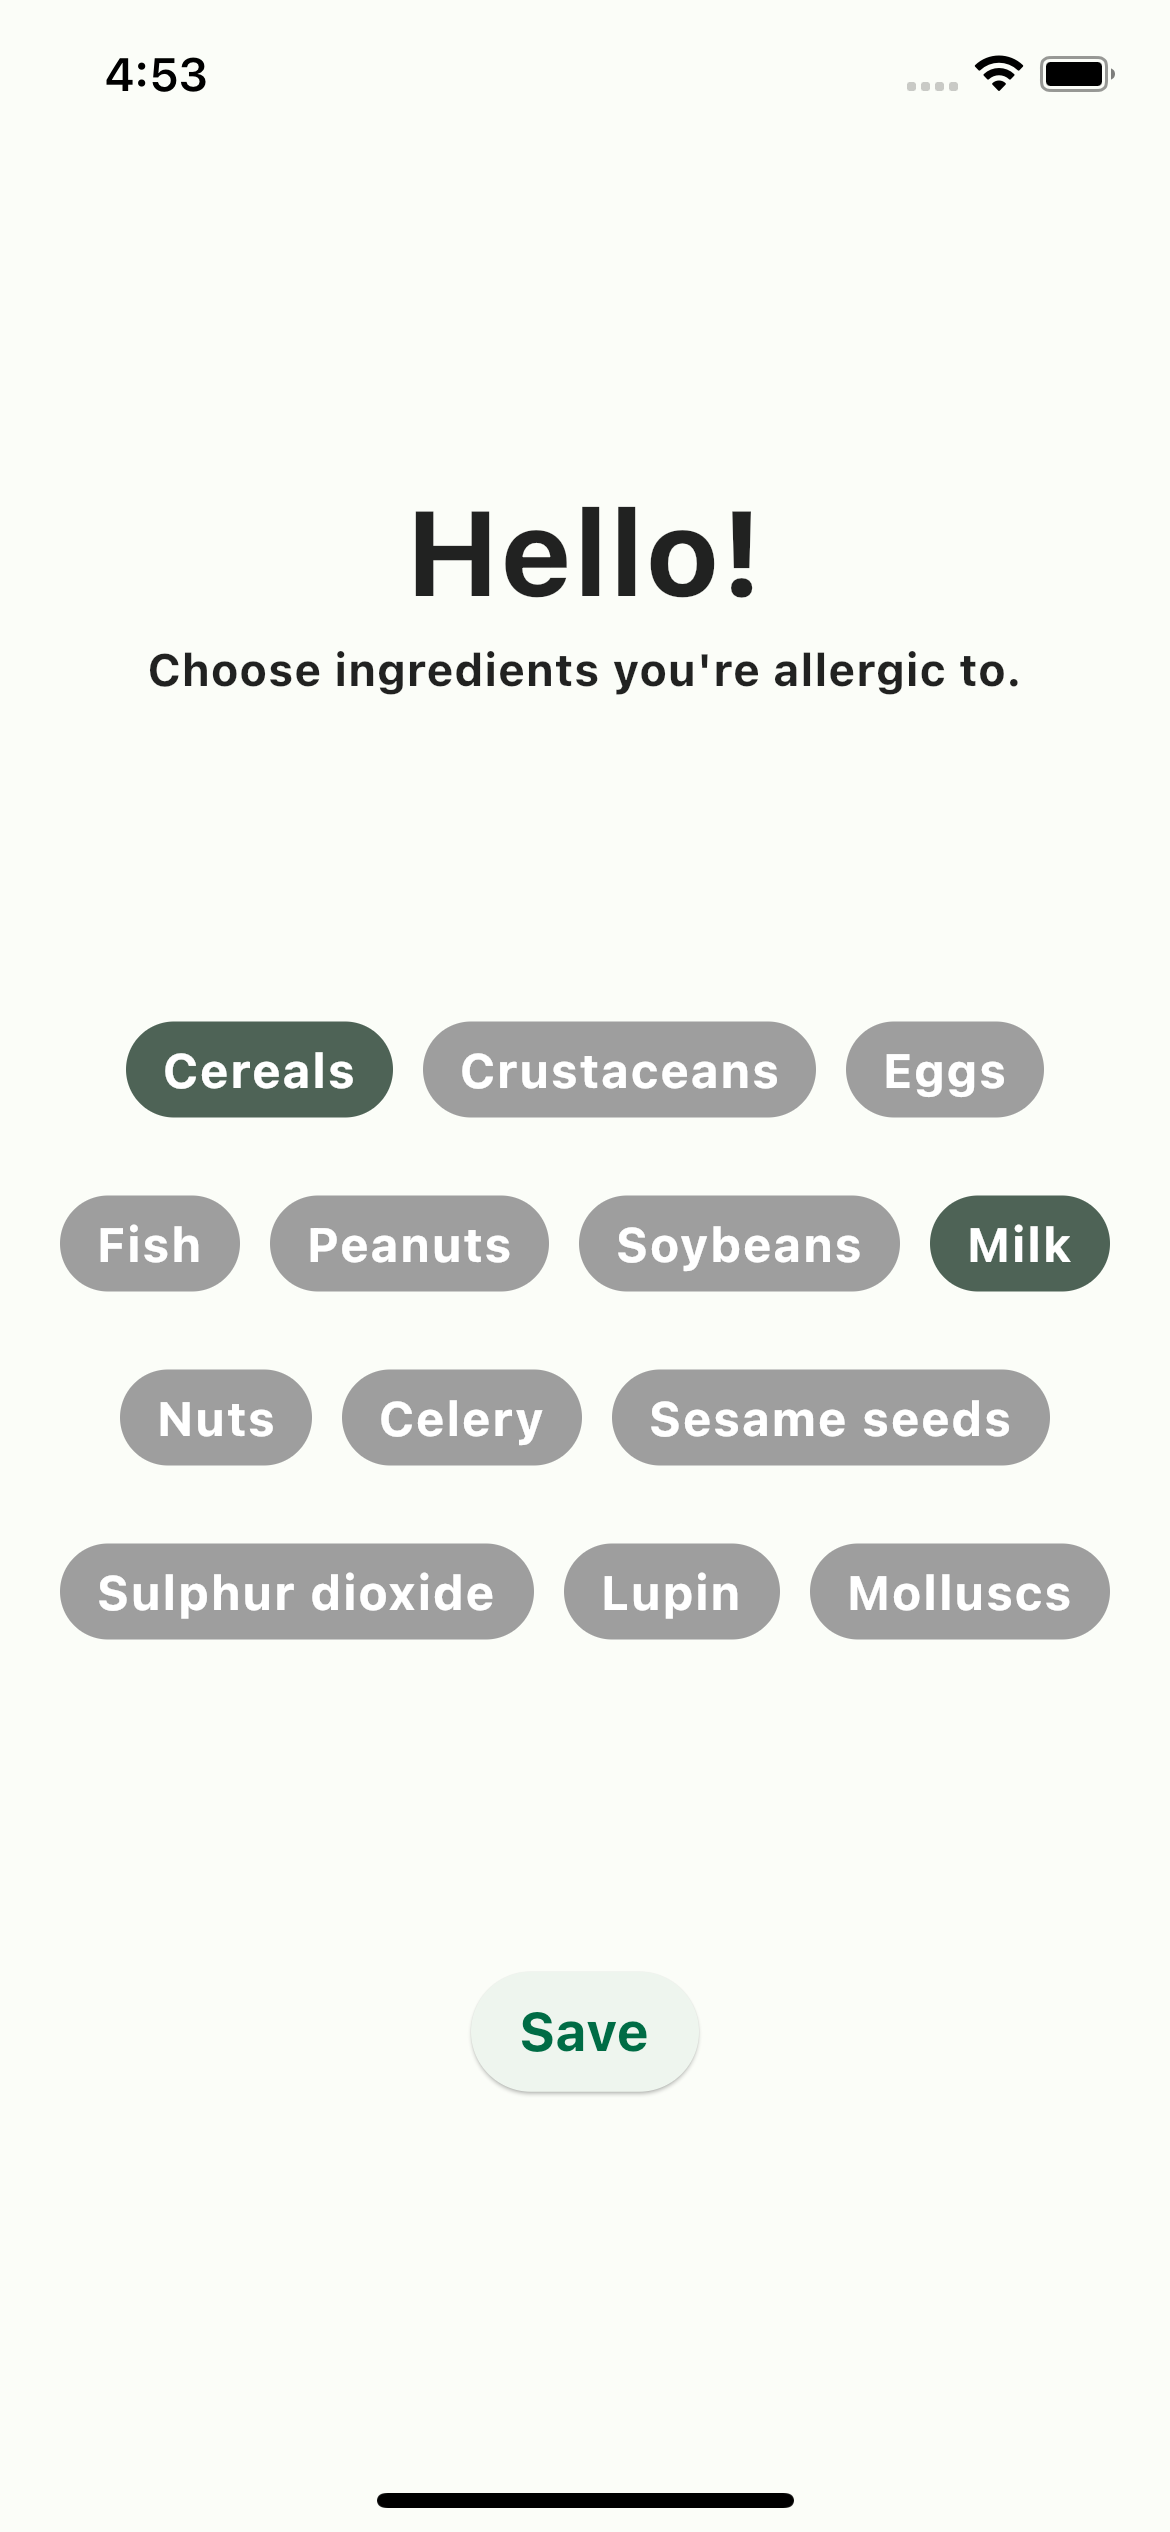 4:53
Hello!
Choose ingredients you're allergic to.
Cereals Crustaceans Eggs
Fish Peanuts Soybeans Milk
Nuts Celery Sesame seeds
Sulphur dioxide Lupin Molluscs
Save